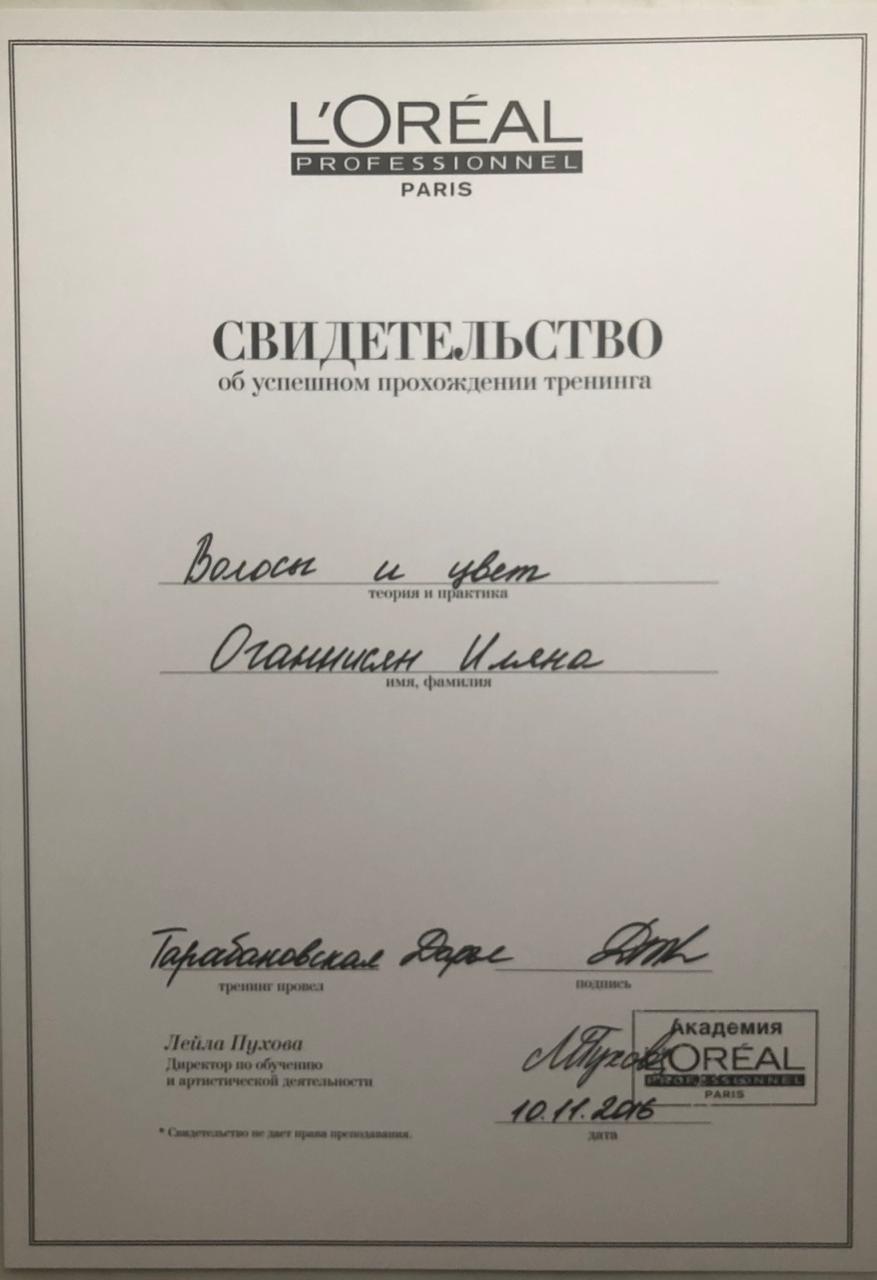 L'ORÉAL
PROFESSIONNEL
PARIS
СВИДЕТЕЛЬСТВО
об успешном прохождении тренинга
Волосы и цвет
теория и практика
Оганнисян Иляна
имя, фамилия
Тарабановская Дарья
тренинг провел
подпись
Лейла Пухова
Директор по обучению
и артистической деятельности
Академия
L'ORÉAL
PROFESSIONNEL
PARIS
10.11.2016
дата
* Свидетельство не дает права преподавания.